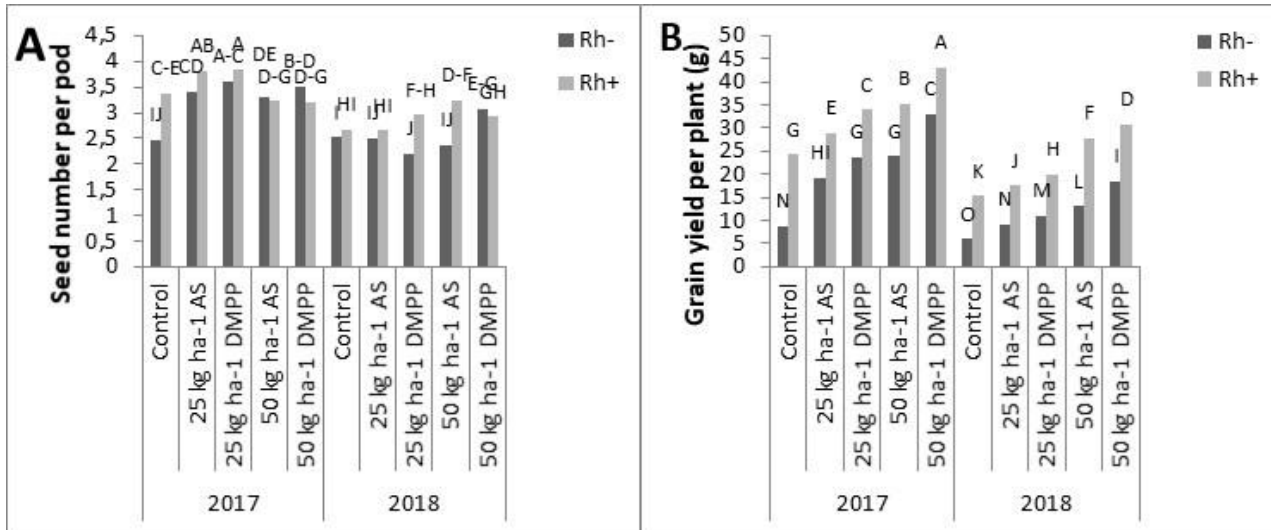 A
Seed number per pod
4,5
4
3,5
3
2,5
2
1,5
1
0,5
0
IJ
C-E
CD
AB
A-C
A
DE
D-G
B-D
D-G
I
HI
IJ
HI
J
F-H
IJ
D-F
E-G
GH
Rh-
Rh+
Control
25 kg ha-1 AS
25 kg ha-1 DMPP
50 kg ha-1 AS
50 kg ha-1 DMPP
Control
25 kg ha-1 AS
25 kg ha-1 DMPP
50 kg ha-1 AS
50 kg ha-1 DMPP
2017
2018
B
Grain yield per plant (g)
50
45
40
35
30
25
20
15
10
5
0
N
G
HI
E
G
C
G
B
C
A
O
K
N
J
M
H
L
F
I
D
Rh-
Rh+
Control
25 kg ha-1 AS
25 kg ha-1 DMPP
50 kg ha-1 AS
50 kg ha-1 DMPP
Control
25 kg ha-1 AS
25 kg ha-1 DMPP
50 kg ha-1 AS
50 kg ha-1 DMPP
2017
2018